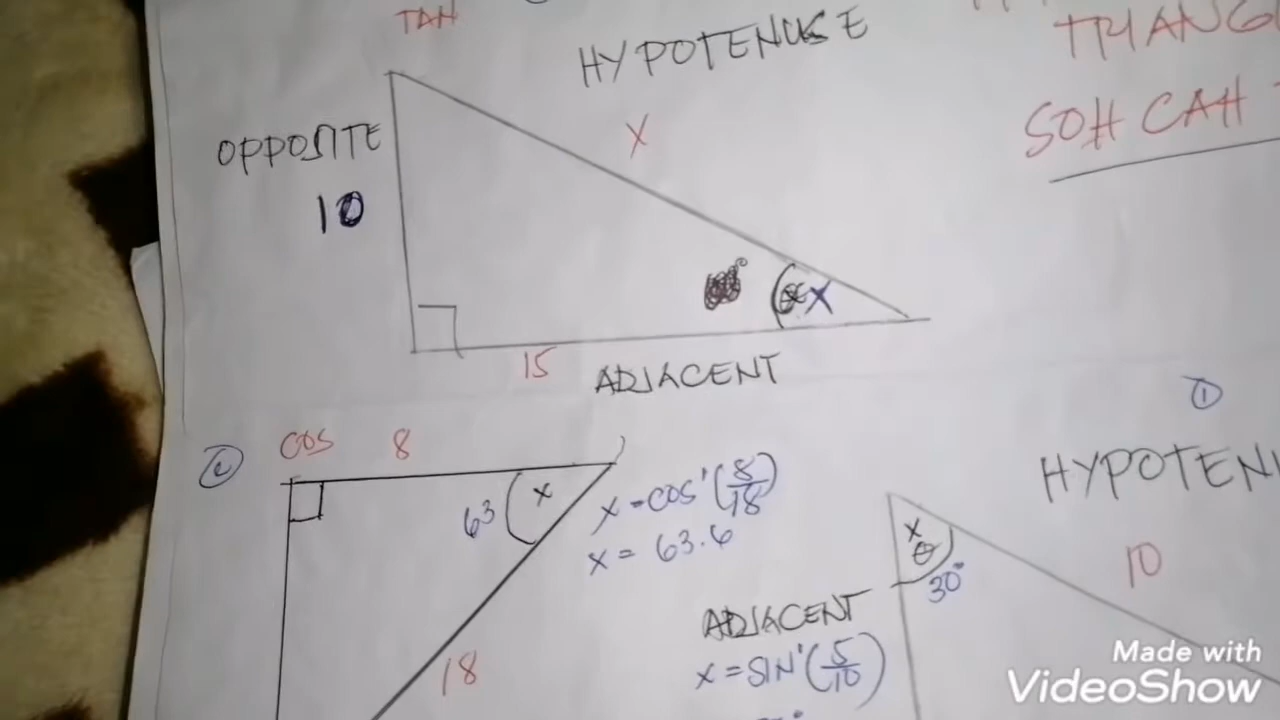 TAN
HYPOTENUSE
TRYANG
SOH CAH
OPPOSITE
X
10
X
15
ADJACENT
1
2
COS
8
63
X
X = COS'(8/18)
X = 63.6
18
HYPOTEN
X
θ
30°
10
ADJACENT
X = SIN'(5/10)
Made with
VideoShow